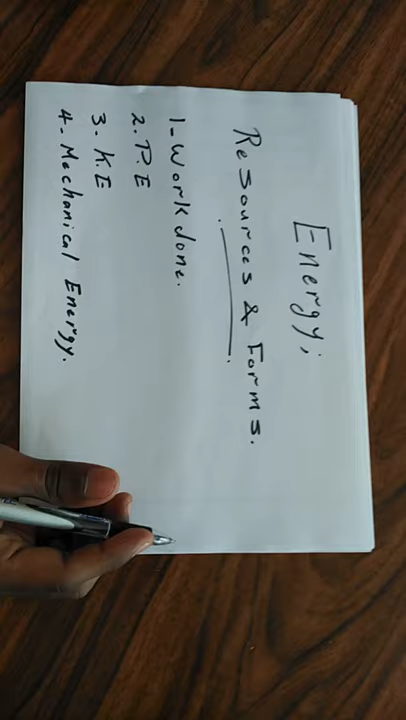 Energy;
Resources & Forms.
1- Work done.
2. P.E
3. K.E
4- Mechanical Energy.